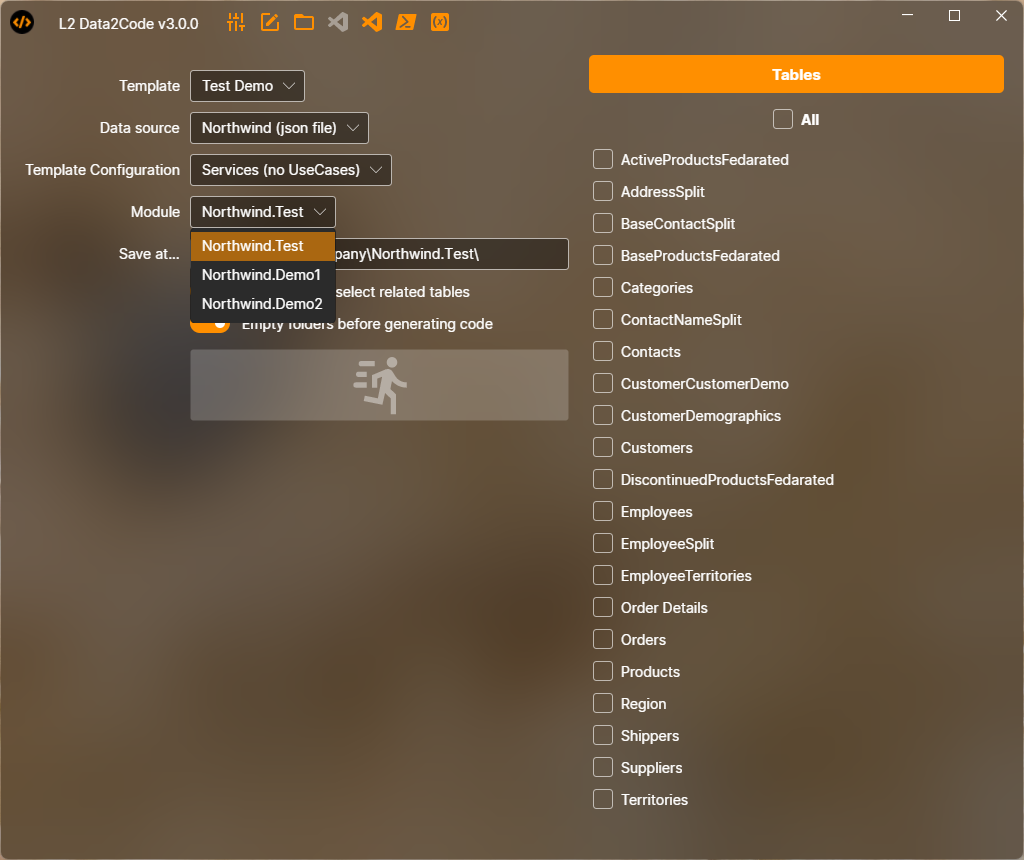 L2 Data2Code v3.0.0
Template
Test Demo
Data source
Northwind (json file)
Template Configuration
Services (no UseCases)
Module
Northwind.Test
Northwind.Test
Northwind.Demo1
Northwind.Demo2
Save at...
\Northwind.Test\
select related tables
Empty folders before generating code
Tables
All
ActiveProductsFedarated
AddressSplit
BaseContactSplit
BaseProductsFedarated
Categories
ContactNameSplit
Contacts
CustomerCustomerDemo
CustomerDemographics
Customers
DiscontinuedProductsFedarated
Employees
EmployeeSplit
EmployeeTerritories
Order Details
Orders
Products
Region
Shippers
Suppliers
Territories